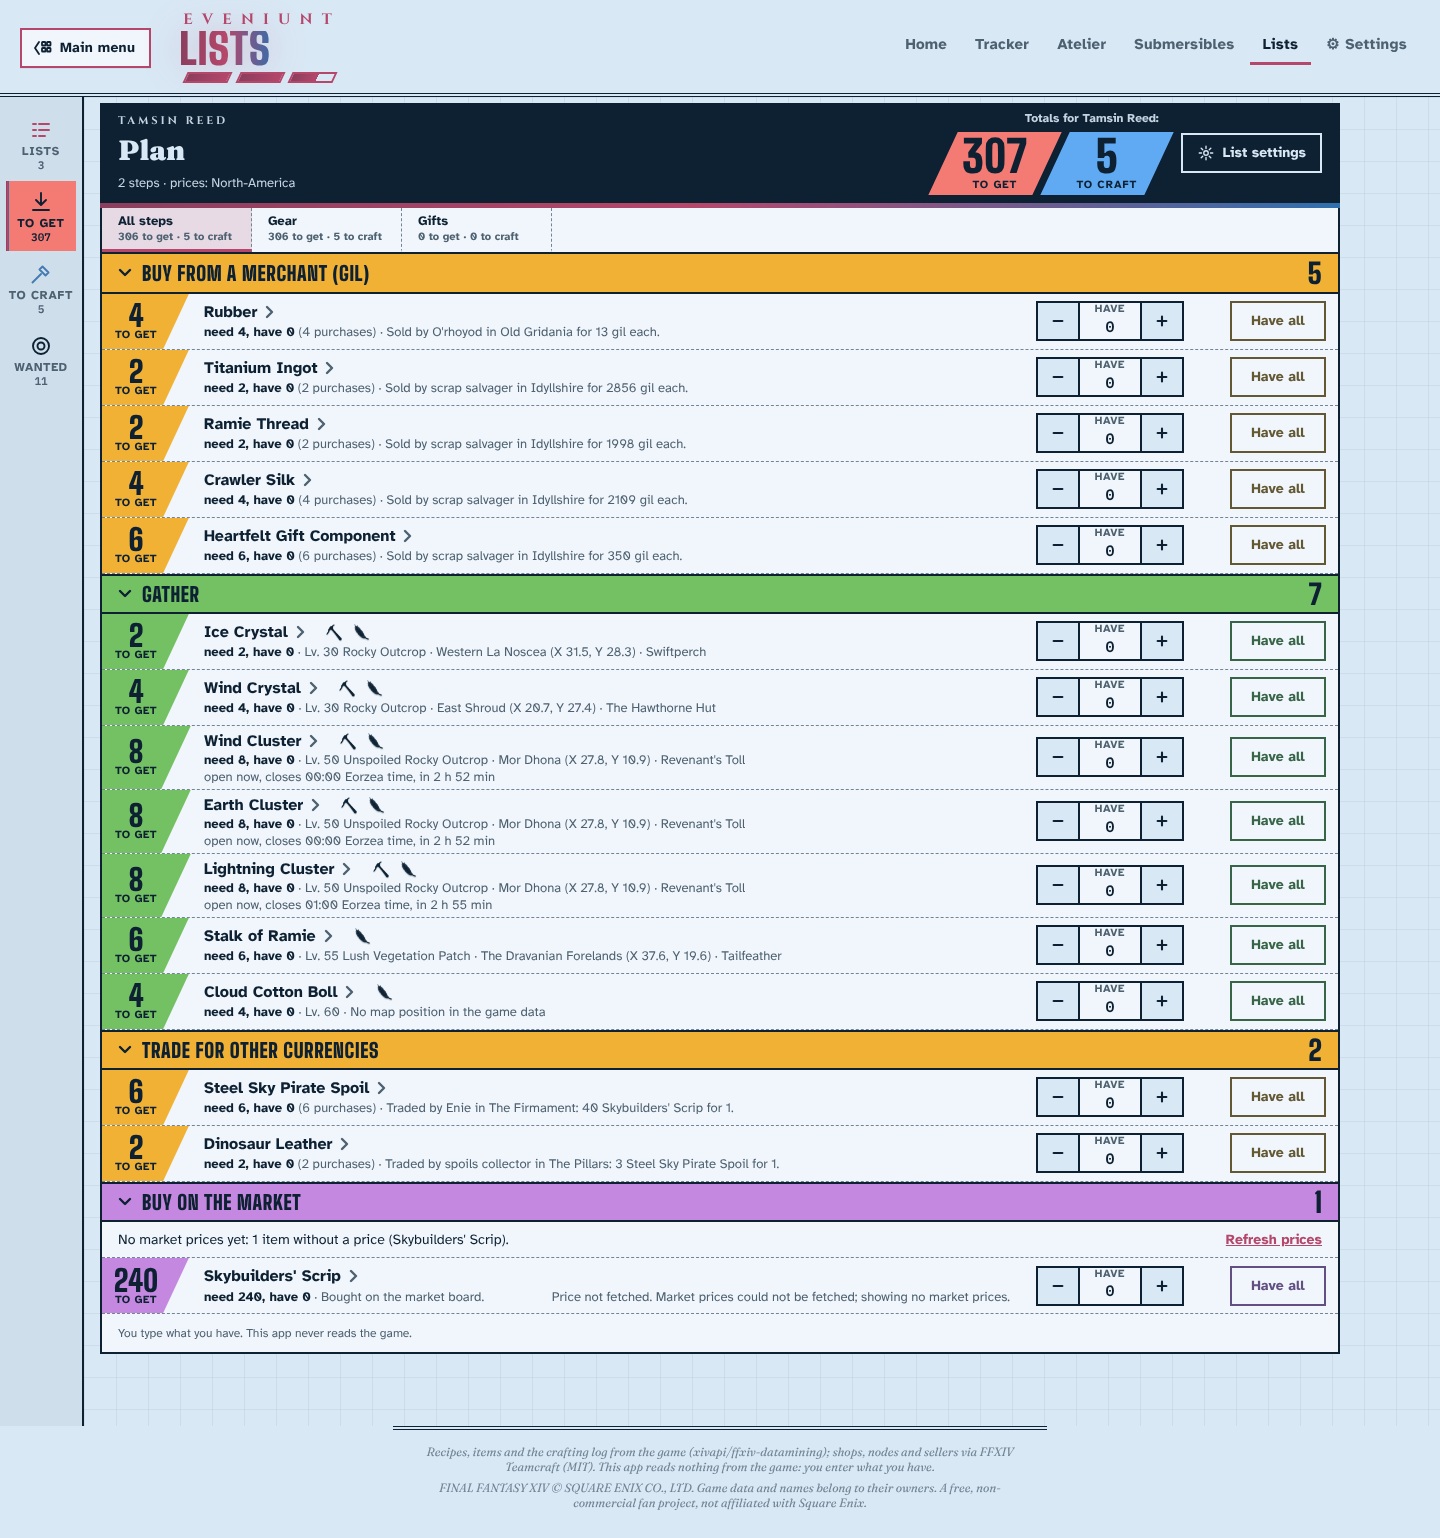 Main menu
EVENIUNT
LISTS
Home
Tracker
Atelier
Submersibles
Lists
Settings
LISTS
3
TO GET
307
TO CRAFT
5
WANTED
11
TAMSIN REED
Plan
2 steps · prices: North-America
Totals for Tamsin Reed:
307
TO GET
5
TO CRAFT
List settings
All steps
306 to get · 5 to craft
Gear
306 to get · 5 to craft
Gifts
0 to get · 0 to craft
BUY FROM A MERCHANT (GIL)
5
4
TO GET
Rubber
need 4, have 0 (4 purchases) · Sold by O'rhoyod in Old Gridania for 13 gil each.
− HAVE 0 +
Have all
2
TO GET
Titanium Ingot
need 2, have 0 (2 purchases) · Sold by scrap salvager in Idyllshire for 2856 gil each.
− HAVE 0 +
Have all
2
TO GET
Ramie Thread
need 2, have 0 (2 purchases) · Sold by scrap salvager in Idyllshire for 1998 gil each.
− HAVE 0 +
Have all
4
TO GET
Crawler Silk
need 4, have 0 (4 purchases) · Sold by scrap salvager in Idyllshire for 2109 gil each.
− HAVE 0 +
Have all
6
TO GET
Heartfelt Gift Component
need 6, have 0 (6 purchases) · Sold by scrap salvager in Idyllshire for 350 gil each.
− HAVE 0 +
Have all
GATHER
7
2
TO GET
Ice Crystal
need 2, have 0 · Lv. 30 Rocky Outcrop · Western La Noscea (X 31.5, Y 28.3) · Swiftperch
− HAVE 0 +
Have all
4
TO GET
Wind Crystal
need 4, have 0 · Lv. 30 Rocky Outcrop · East Shroud (X 20.7, Y 27.4) · The Hawthorne Hut
− HAVE 0 +
Have all
8
TO GET
Wind Cluster
need 8, have 0 · Lv. 50 Unspoiled Rocky Outcrop · Mor Dhona (X 27.8, Y 10.9) · Revenant's Toll
open now, closes 00:00 Eorzea time, in 2 h 52 min
− HAVE 0 +
Have all
8
TO GET
Earth Cluster
need 8, have 0 · Lv. 50 Unspoiled Rocky Outcrop · Mor Dhona (X 27.8, Y 10.9) · Revenant's Toll
open now, closes 00:00 Eorzea time, in 2 h 52 min
− HAVE 0 +
Have all
8
TO GET
Lightning Cluster
need 8, have 0 · Lv. 50 Unspoiled Rocky Outcrop · Mor Dhona (X 27.8, Y 10.9) · Revenant's Toll
open now, closes 01:00 Eorzea time, in 2 h 55 min
− HAVE 0 +
Have all
6
TO GET
Stalk of Ramie
need 6, have 0 · Lv. 55 Lush Vegetation Patch · The Dravanian Forelands (X 37.6, Y 19.6) · Tailfeather
− HAVE 0 +
Have all
4
TO GET
Cloud Cotton Boll
need 4, have 0 · Lv. 60 · No map position in the game data
− HAVE 0 +
Have all
TRADE FOR OTHER CURRENCIES
2
6
TO GET
Steel Sky Pirate Spoil
need 6, have 0 (6 purchases) · Traded by Enie in The Firmament: 40 Skybuilders' Scrip for 1.
− HAVE 0 +
Have all
2
TO GET
Dinosaur Leather
need 2, have 0 (2 purchases) · Traded by spoils collector in The Pillars: 3 Steel Sky Pirate Spoil for 1.
− HAVE 0 +
Have all
BUY ON THE MARKET
1
No market prices yet: 1 item without a price (Skybuilders' Scrip).
Refresh prices
240
TO GET
Skybuilders' Scrip
need 240, have 0 · Bought on the market board.
Price not fetched. Market prices could not be fetched; showing no market prices.
− HAVE 0 +
Have all
You type what you have. This app never reads the game.
Recipes, items and the crafting log from the game (xivapi/ffxiv-datamining); shops, nodes and sellers via FFXIV
Teamcraft (MIT). This app reads nothing from the game: you enter what you have.
FINAL FANTASY XIV © SQUARE ENIX CO., LTD. Game data and names belong to their owners. A free, non-
commercial fan project, not affiliated with Square Enix.